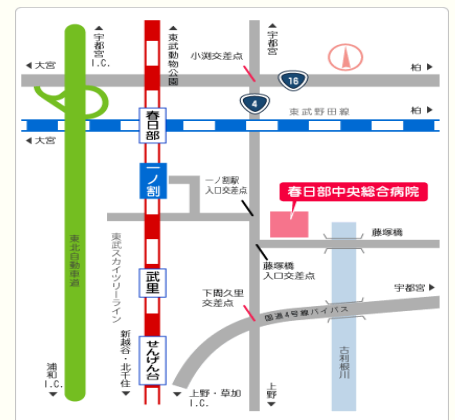 宇都宮
I.C.
東武動物公園
宇都宮
小渕交差点
大宮
柏
16
4
東武野田線
柏
大宮
春日部
一ノ割
一ノ割駅
入口交差点
春日部中央総合病院
藤塚橋
東北自動車道
東武スカイツリーライン
武里
藤塚橋
入口交差点
下間久里
交差点
宇都宮
国道4号線バイパス
せんげん台
新越谷・北千住
古利根川
浦和
I.C.
上野・草加
I.C.
上野